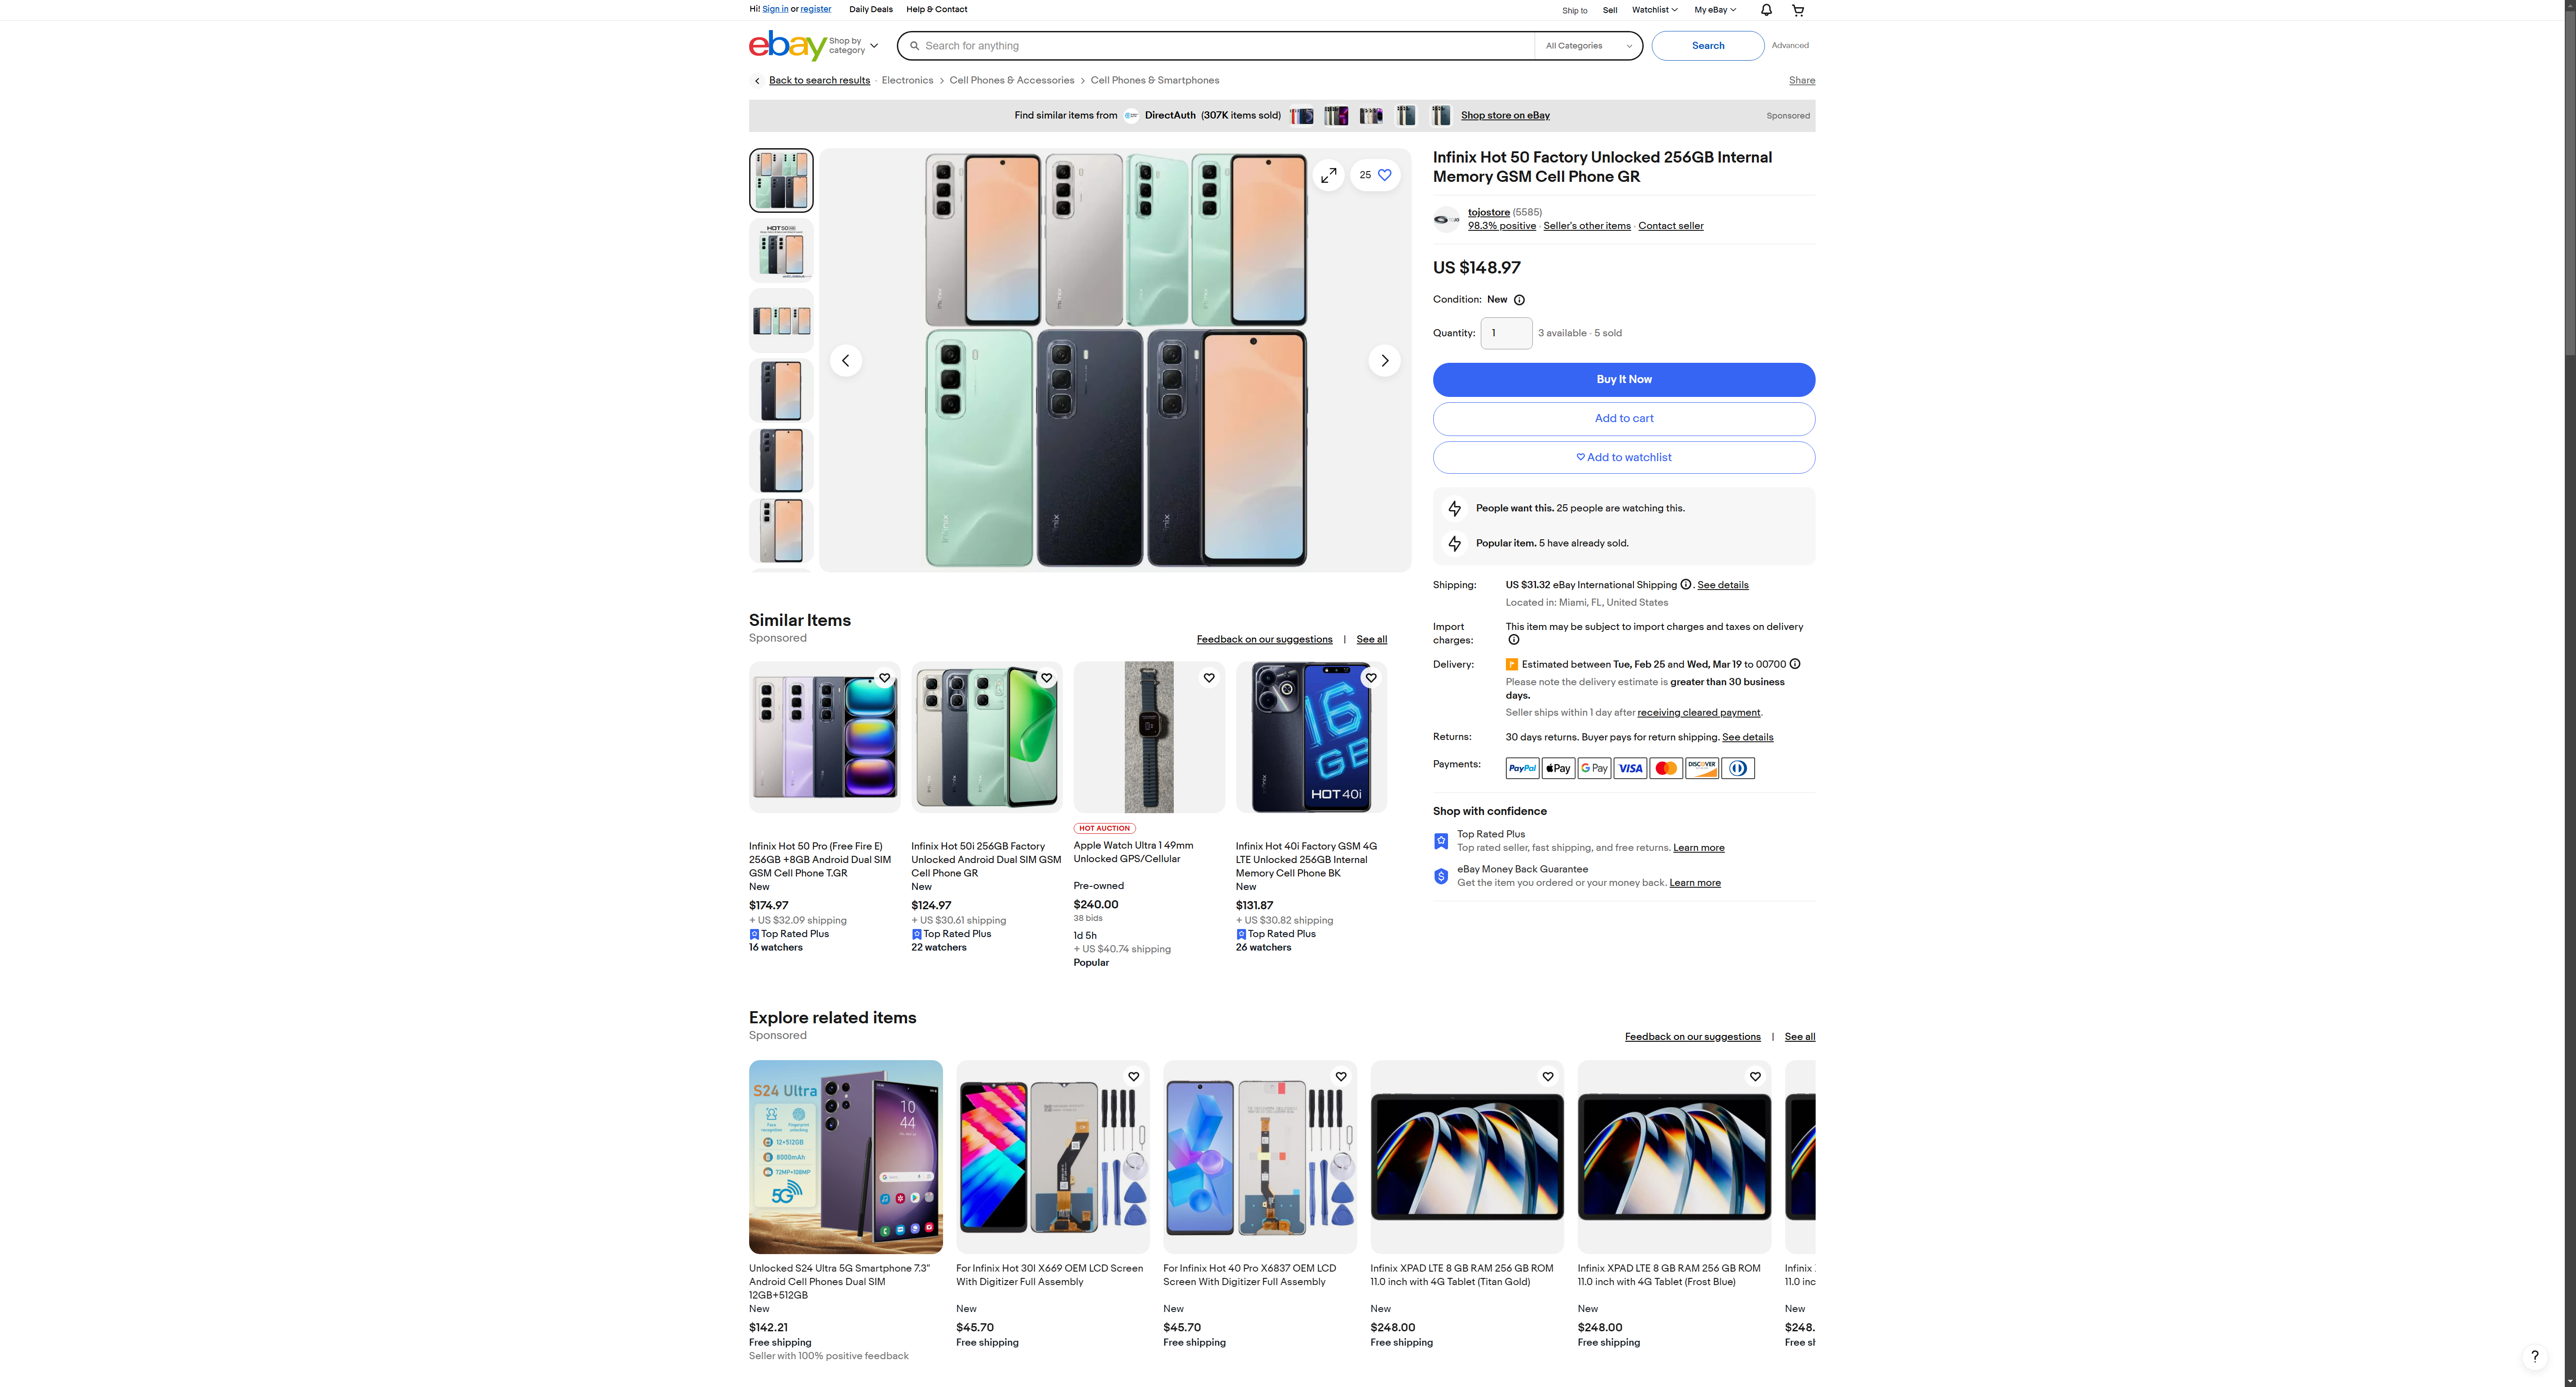 Hi! Sign in or register
Daily Deals
Help & Contact
Ship to
Sell
Watchlist
My eBay
ebay
Shop by category
Search for anything
All Categories
Search
Advanced
Back to search results
Electronics
Cell Phones & Accessories
Cell Phones & Smartphones
Share
Find similar items from DirectAuth (307K items sold)
Shop store on eBay
Sponsored
25
Infinix Hot 50 Factory Unlocked 256GB Internal
Memory GSM Cell Phone GR
tojostore (5585)
98.3% positive · Seller's other items · Contact seller
US $148.97
Condition: New
Quantity: 1
3 available · 5 sold
Buy It Now
Add to cart
Add to watchlist
People want this. 25 people are watching this.
Popular item. 5 have already sold.
Shipping:
US $31.32 eBay International Shipping . See details
Located in: Miami, FL, United States
Import charges:
This item may be subject to import charges and taxes on delivery
Delivery:
Estimated between Tue, Feb 25 and Wed, Mar 19 to 00700
Please note the delivery estimate is greater than 30 business
days.
Seller ships within 1 day after receiving cleared payment.
Returns:
30 days returns. Buyer pays for return shipping. See details
Payments:
PayPal
Pay
G Pay
VISA
DISCOVER
Shop with confidence
Top Rated Plus
Top rated seller, fast shipping, and free returns. Learn more
eBay Money Back Guarantee
Get the item you ordered or your money back. Learn more
Similar Items
Sponsored
Feedback on our suggestions | See all
16
GB
HOT 40i
Infinix Hot 50 Pro (Free Fire E)
256GB +8GB Android Dual SIM
GSM Cell Phone T.GR
New
$174.97
+ US $32.09 shipping
Top Rated Plus
16 watchers
Infinix Hot 50i 256GB Factory
Unlocked Android Dual SIM GSM
Cell Phone GR
New
$124.97
+ US $30.61 shipping
Top Rated Plus
22 watchers
HOT AUCTION
Apple Watch Ultra 1 49mm
Unlocked GPS/Cellular
Pre-owned
$240.00
38 bids
1d 5h
+ US $40.74 shipping
Popular
Infinix Hot 40i Factory GSM 4G
LTE Unlocked 256GB Internal
Memory Cell Phone BK
New
$131.87
+ US $30.82 shipping
Top Rated Plus
26 watchers
Explore related items
Sponsored
Feedback on our suggestions | See all
S24 Ultra
Face recognition
Fingerprint unlocking
12+512GB
8000mAh
72MP+108MP
5G
10
44
Unlocked S24 Ultra 5G Smartphone 7.3"
Android Cell Phones Dual SIM
12GB+512GB
New
$142.21
Free shipping
Seller with 100% positive feedback
For Infinix Hot 30I X669 OEM LCD Screen
With Digitizer Full Assembly
New
$45.70
Free shipping
For Infinix Hot 40 Pro X6837 OEM LCD
Screen With Digitizer Full Assembly
New
$45.70
Free shipping
Infinix XPAD LTE 8 GB RAM 256 GB ROM
11.0 inch with 4G Tablet (Titan Gold)
New
$248.00
Free shipping
Infinix XPAD LTE 8 GB RAM 256 GB ROM
11.0 inch with 4G Tablet (Frost Blue)
New
$248.00
Free shipping
Infinix
11.0 inc
New
$248.
Free sh
?